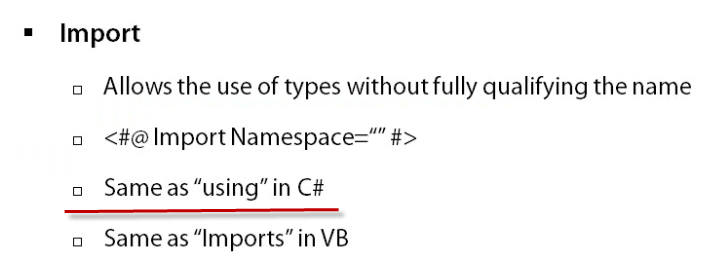 Import
Allows the use of types without fully qualifying the name
<#@ Import Namespace=“” #>
Same as “using” in C#
Same as “Imports” in VB